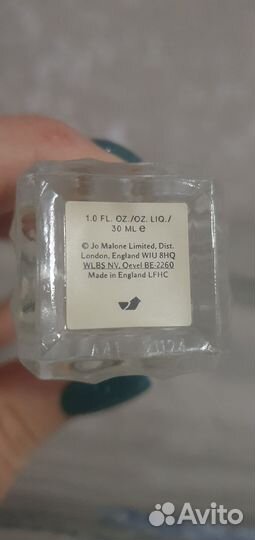 1.0 FL. OZ./OZ. LIQ./
30 ML ℮
© Jo Malone Limited, Dist.
London, England W1U 8HQ
WLBS NV, Oevel BE-2260
Made in England LFHC
Avito